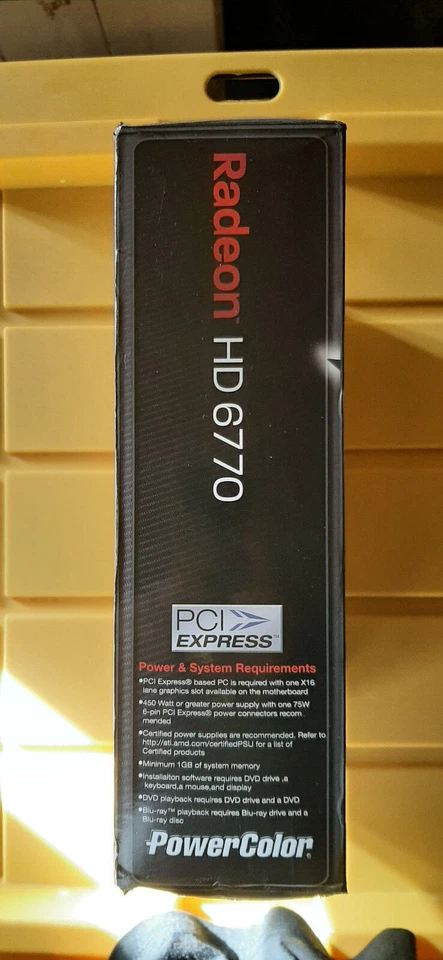 Radeon™ HD 6770
PCI
EXPRESS™
Power & System Requirements
•PCI Express® based PC is required with one X16
lane graphics slot available on the motherboard
•450 Watt or greater power supply with one 75W
6-pin PCI Express® power connectors recom
mended
•Certified power supplies are recommended. Refer to
http://ati.amd.com/certifiedPSU for a list of
Certified products
•Minimum 1GB of system memory
•Installaiton software requires DVD drive ,a
keyboard,a mouse,and display
•DVD playback requires DVD drive and a DVD
•Blu-ray™ playback requires Blu-ray drive and a
Blu-ray disc
PowerColor®